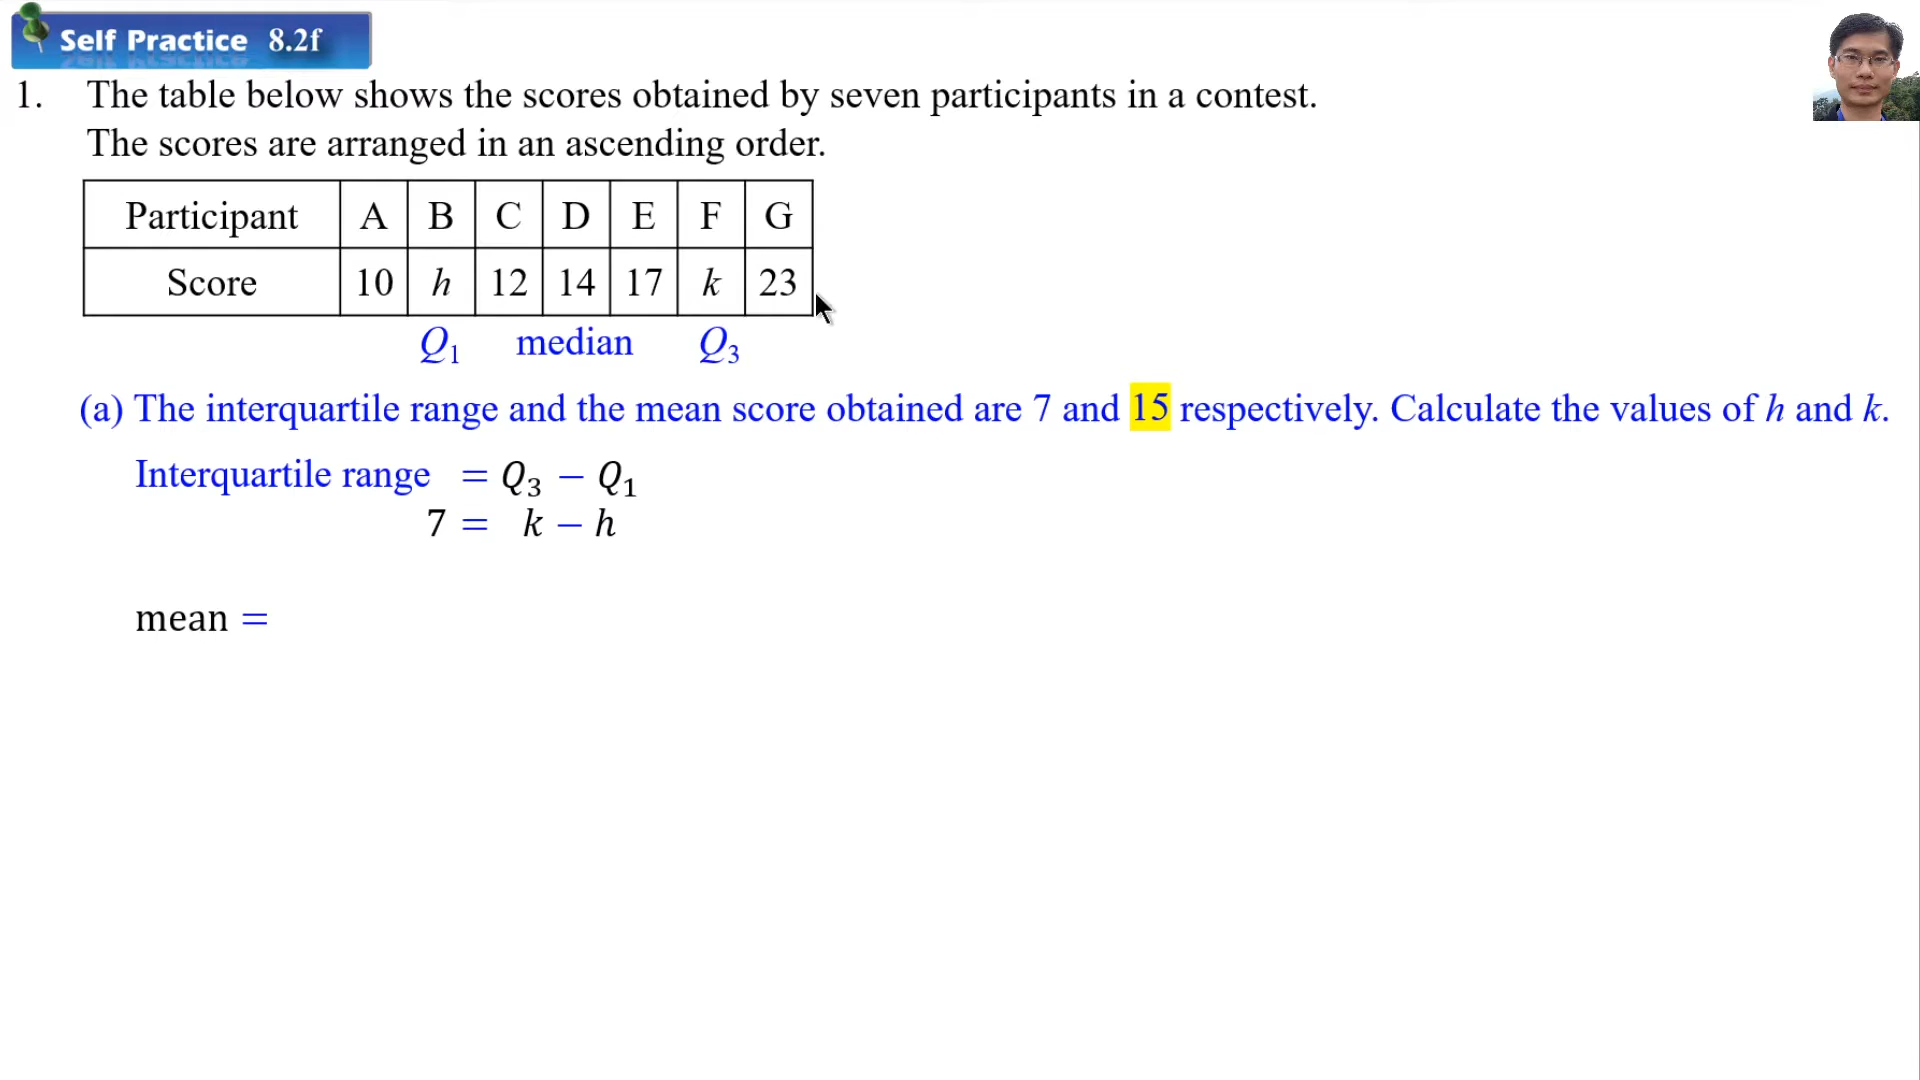 Self Practice 8.2f
1. The table below shows the scores obtained by seven participants in a contest.
The scores are arranged in an ascending order.
Participant A B C D E F G
Score 10 h 12 14 17 k 23
Q₁ median Q₃
(a) The interquartile range and the mean score obtained are 7 and 15 respectively. Calculate the values of h and k.
Interquartile range = Q₃ − Q₁
7 = k − h
mean =